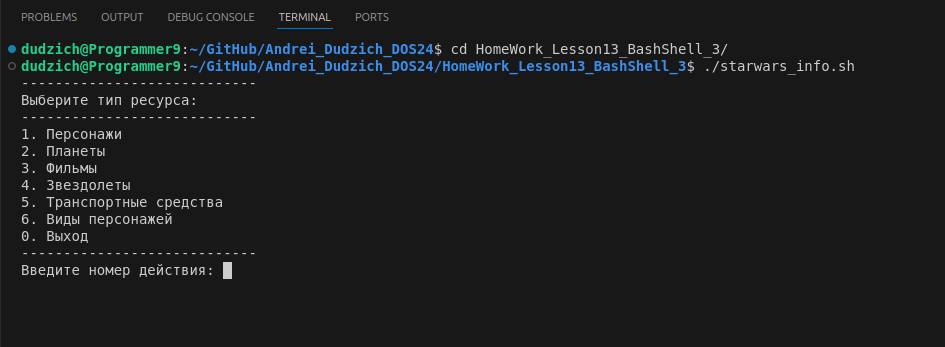 PROBLEMS OUTPUT DEBUG CONSOLE TERMINAL PORTS
dudzich@Programmer9:~/GitHub/Andrei_Dudzich_DOS24$ cd HomeWork_Lesson13_BashShell_3/
dudzich@Programmer9:~/GitHub/Andrei_Dudzich_DOS24/HomeWork_Lesson13_BashShell_3$ ./starwars_info.sh
----------------------------
Выберите тип ресурса:
----------------------------
1. Персонажи
2. Планеты
3. Фильмы
4. Звездолеты
5. Транспортные средства
6. Виды персонажей
0. Выход
----------------------------
Введите номер действия: